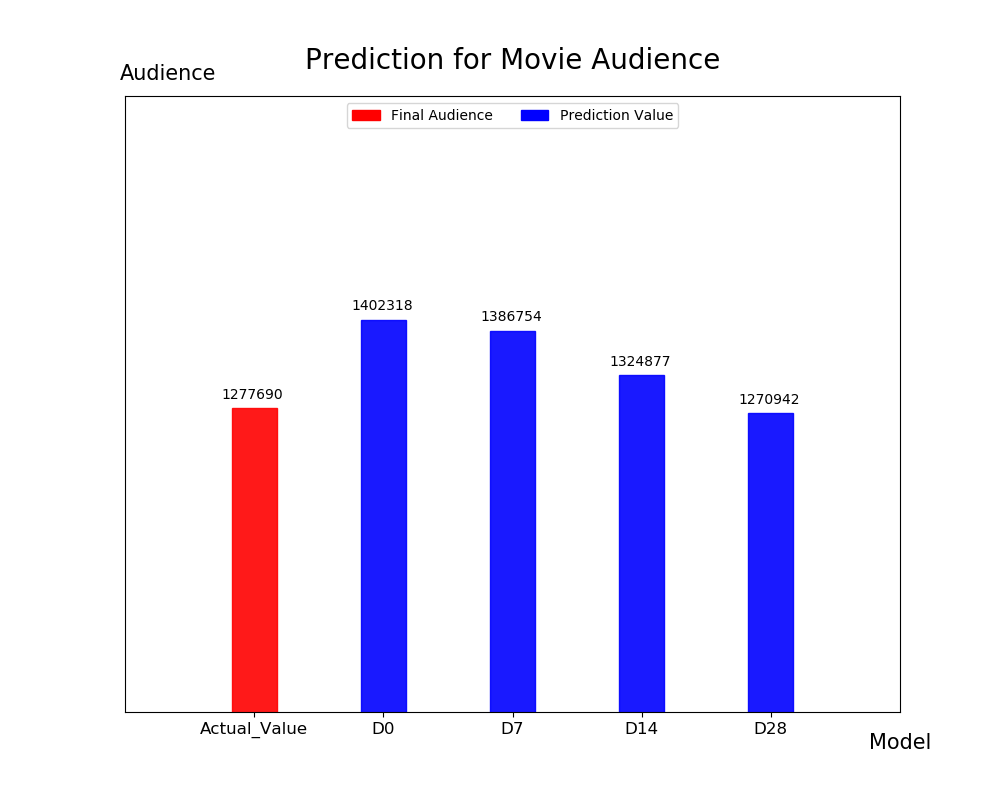 Prediction for Movie Audience
Audience
Final Audience
Prediction Value
1402318
1386754
1324877
1277690
1270942
Actual_Value
D0
D7
D14
D28
Model